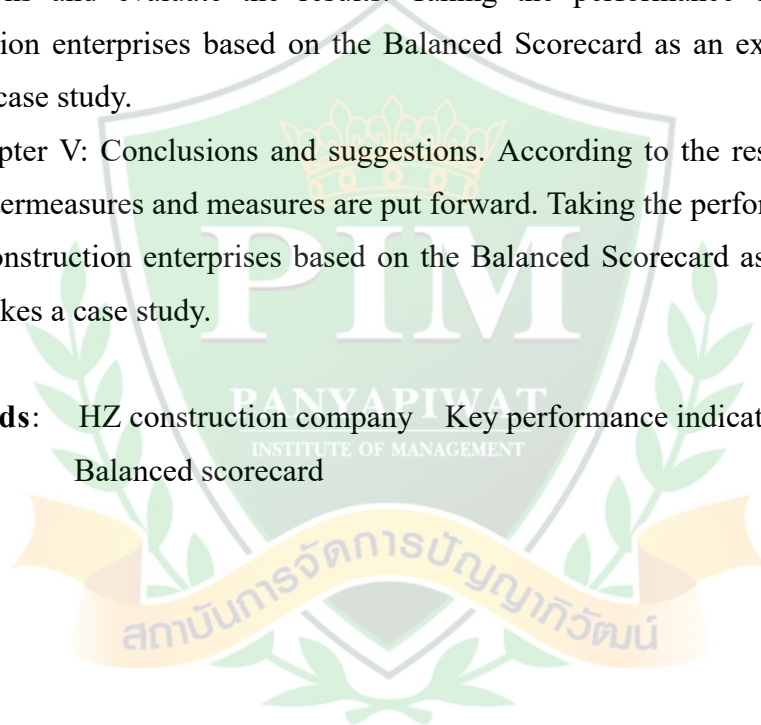 and evaluate the results. Taking the performance
tion enterprises based on the Balanced Scorecard as an ex
case study.
pter V: Conclusions and suggestions. According to the res
termeasures and measures are put forward. Taking the perfor
onstruction enterprises based on the Balanced Scorecard as
kes a case study.
PIM
ds: HZ construction company Key performance indicat
PANYAPIWAT
INSTITUTE OF MANAGEMENT
Balanced scorecard
สถาบันการจัดการปัญญาภิวัฒน์